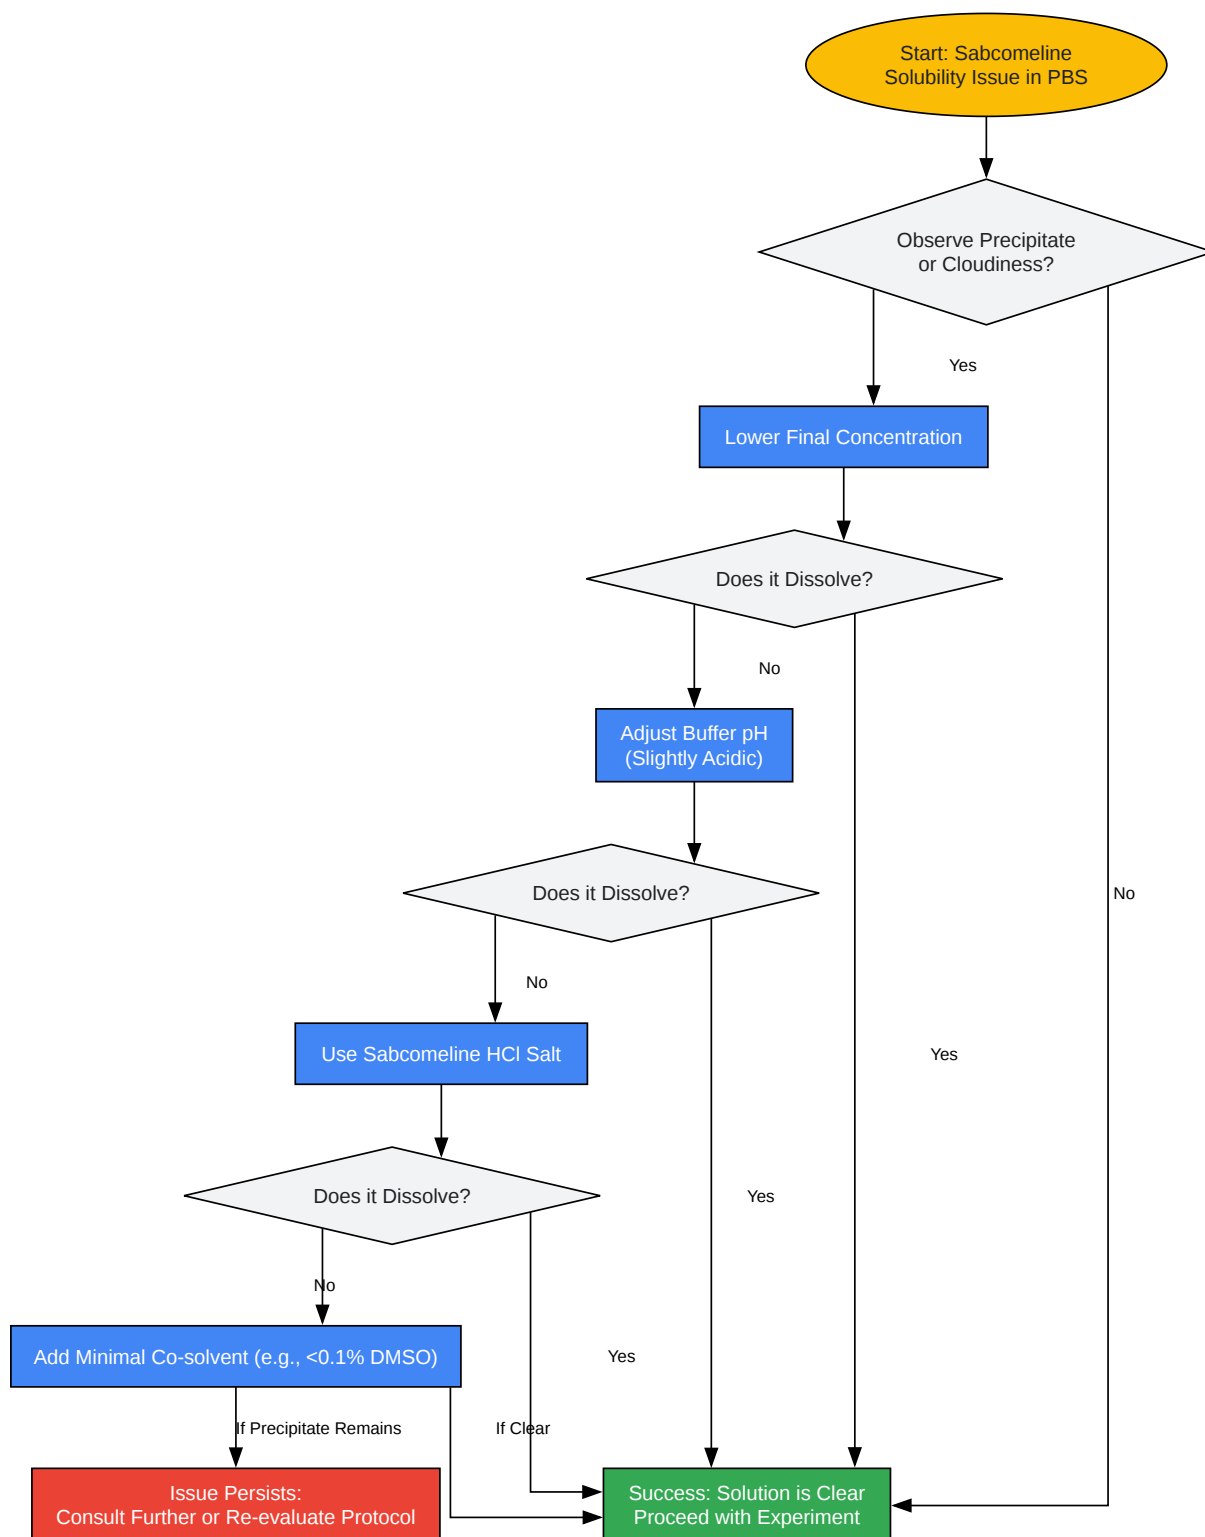 Start: Sabcomeline
Solubility Issue in PBS
Observe Precipitate
or Cloudiness?
Yes
Lower Final Concentration
Does it Dissolve?
No
Adjust Buffer pH
(Slightly Acidic)
Does it Dissolve?
No
No
Use Sabcomeline HCl Salt
Yes
Does it Dissolve?
Yes
No
Add Minimal Co-solvent (e.g., <0.1% DMSO)
Yes
If Precipitate Remains
If Clear
Issue Persists:
Consult Further or Re-evaluate Protocol
Success: Solution is Clear
Proceed with Experiment